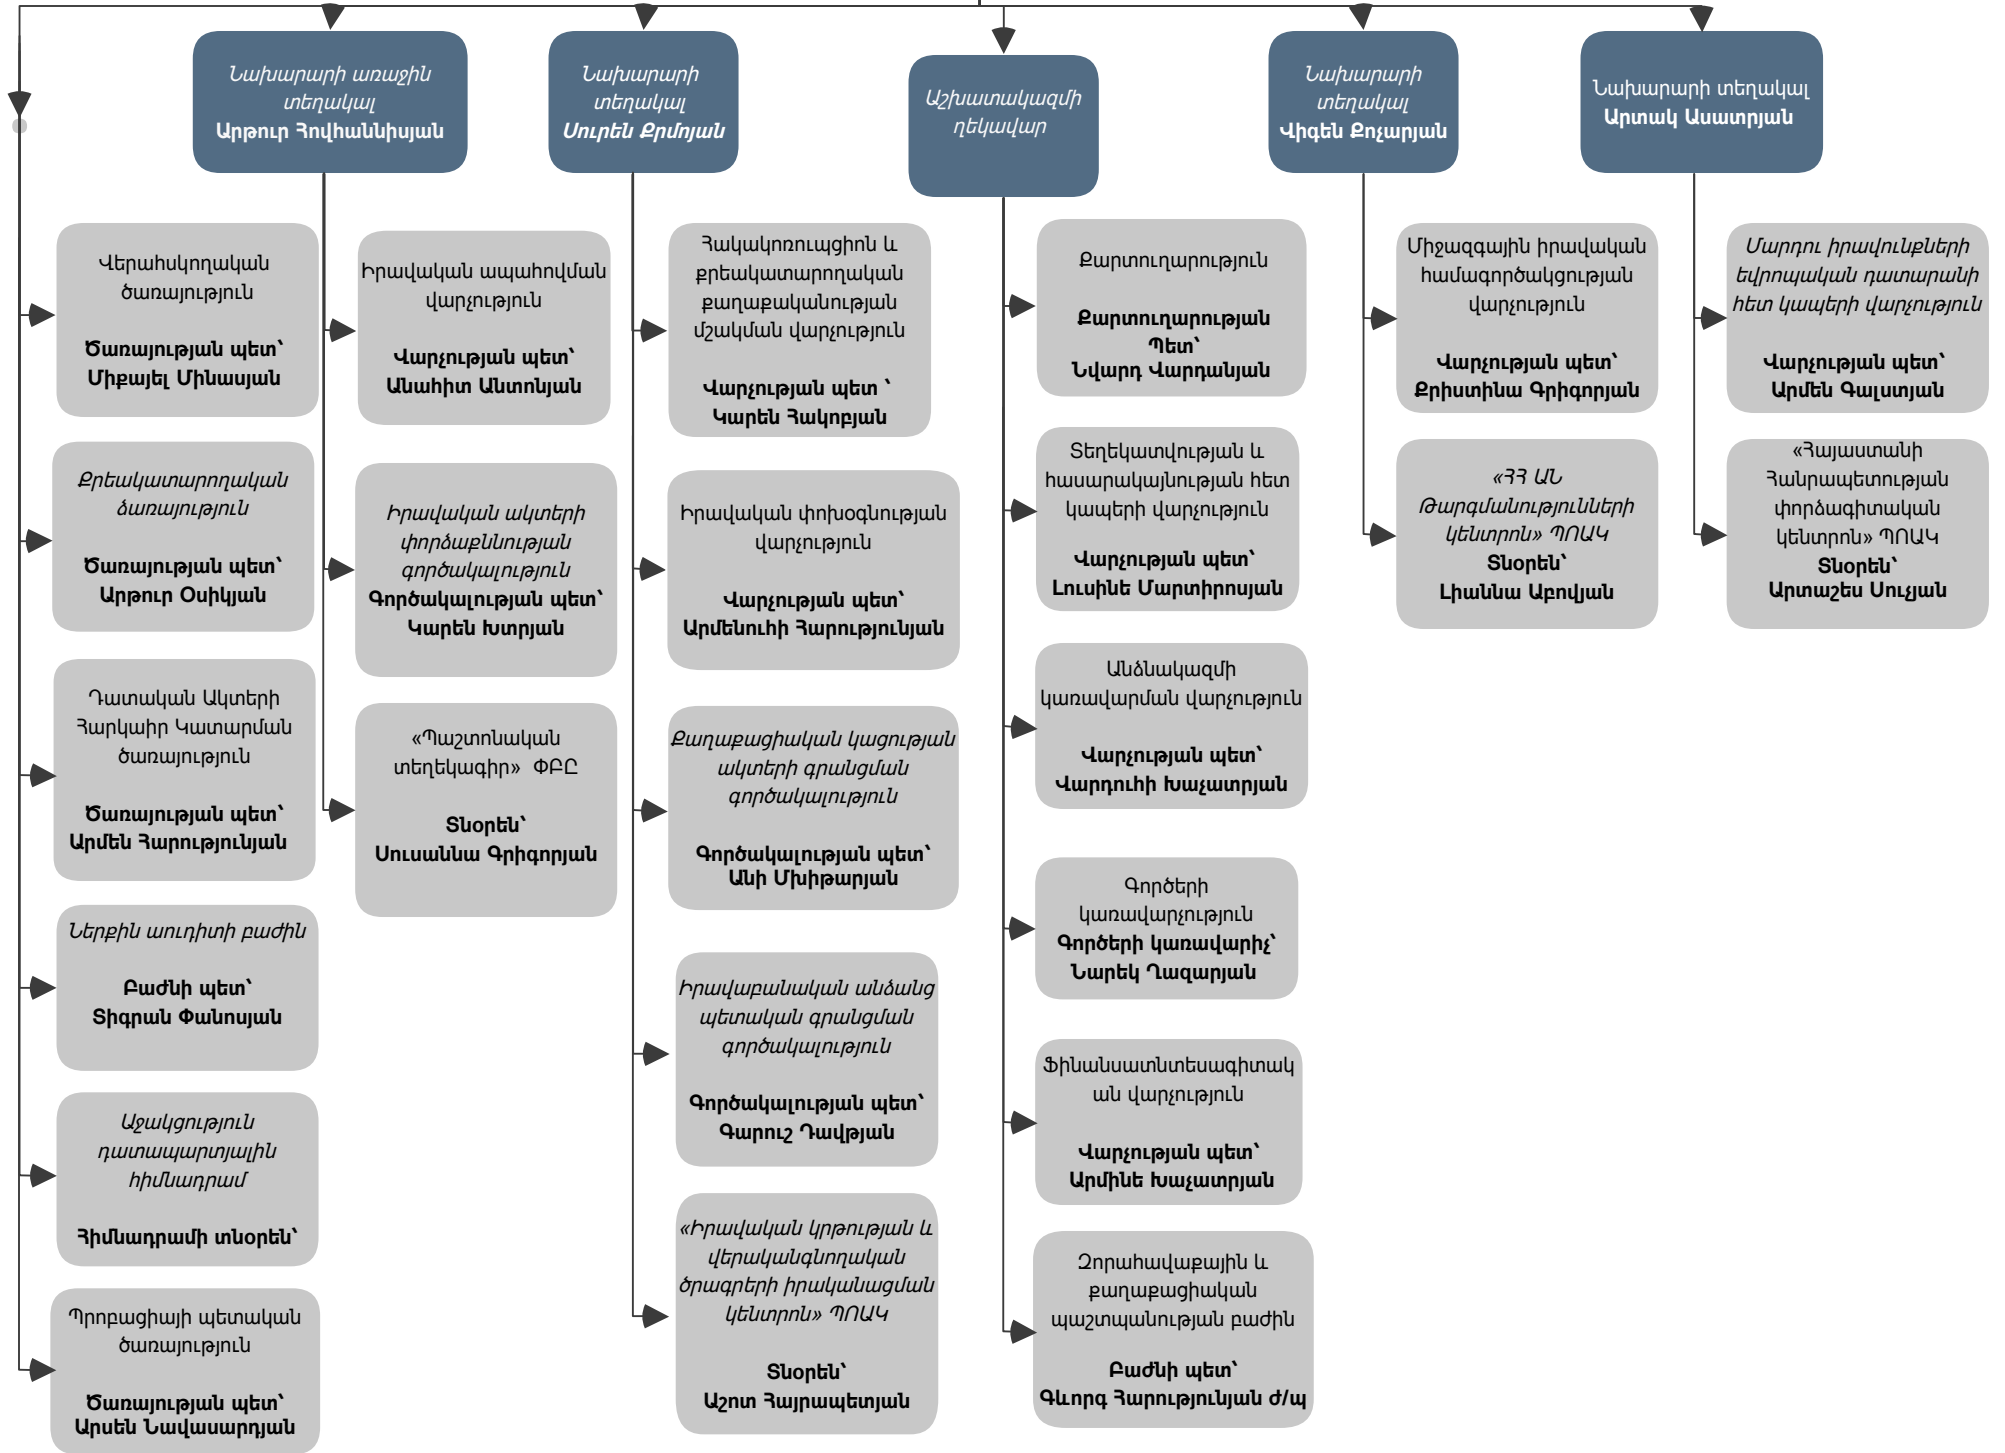 Նախարարի առաջին
տեղակալ
Արթուր Հովհաննիսյան
Նախարարի
տեղակալ
Սուրեն Քրմոյան
Աշխատակազմի
ղեկավար
Նախարարի
տեղակալ
Վիգեն Քոչարյան
Նախարարի տեղակալ
Արտակ Ասատրյան
Վերահսկողական
ծառայություն
Ծառայության պետ՝
Միքայել Մինասյան
Քրեակատարողական
ձառայություն
Ծառայության պետ՝
Արթուր Օսիկյան
Դատական Ակտերի
Հարկաիր Կատարման
ծառայություն
Ծառայության պետ՝
Արմեն Հարությունյան
Ներքին աուդիտի բաժին
Բաժնի պետ՝
Տիգրան Փանոսյան
Աջակցություն
դատապարտյալին
հիմնադրամ
Հիմնադրամի տնօրեն՝
Պրոբացիայի պետական
ծառայություն
Ծառայության պետ՝
Արսեն Նավասարդյան
Իրավական ապահովման
վարչություն
Վարչության պետ՝
Անահիտ Անտոնյան
Իրավական ակտերի
փորձաքննության
գործակալություն
Գործակալության պետ՝
Կարեն Խտրյան
«Պաշտոնական
տեղեկագիր» ՓԲԸ
Տնօրեն՝
Սուսաննա Գրիգորյան
Հակակոռուպցիոն և
քրեակատարողական
քաղաքականության
մշակման վարչություն
Վարչության պետ ՝
Կարեն Հակոբյան
Իրավական փոխօգնության
վարչություն
Վարչության պետ՝
Արմենուհի Հարությունյան
Քաղաքացիական կացության
ակտերի գրանցման
գործակալություն
Գործակալության պետ՝
Անի Մխիթարյան
Իրավաբանական անձանց
պետական գրանցման
գործակալություն
Գործակալության պետ՝
Գարուշ Դավթյան
«Իրավական կրթության և
վերականգնողական
ծրագրերի իրականացման
կենտրոն» ՊՈԱԿ
Տնօրեն՝
Աշոտ Հայրապետյան
Քարտուղարություն
Քարտուղարության
Պետ՝
Նվարդ Վարդանյան
Տեղեկատվության և
հասարակայնության հետ
կապերի վարչություն
Վարչության պետ՝
Լուսինե Մարտիրոսյան
Անձնակազմի
կառավարման վարչություն
Վարչության պետ՝
Վարդուհի Խաչատրյան
Գործերի
կառավարչություն
Գործերի կառավարիչ՝
Նարեկ Ղազարյան
Ֆինանսատնտեսագիտակ
ան վարչություն
Վարչության պետ՝
Արմինե Խաչատրյան
Զորահավաքային և
քաղաքացիական
պաշտպանության բաժին
Բաժնի պետ՝
Գևորգ Հարությունյան ժ/պ
Միջազգային իրավական
համագործակցության
վարչություն
Վարչության պետ՝
Քրիստինա Գրիգորյան
«ՀՀ ԱՆ
Թարգմանությունների
կենտրոն» ՊՈԱԿ
Տնօրեն՝
Լիաննա Աբովյան
Մարդու իրավունքների
եվրոպական դատարանի
հետ կապերի վարչություն
Վարչության պետ՝
Արմեն Գալստյան
«Հայաստանի
Հանրապետության
փորձագիտական
կենտրոն» ՊՈԱԿ
Տնօրեն՝
Արտաշես Սուչյան